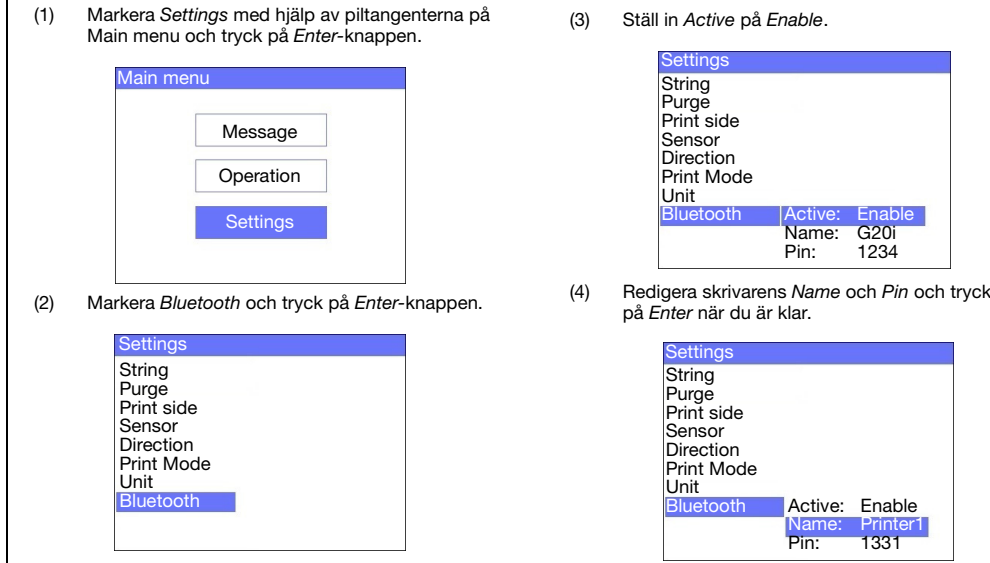 (1) Markera Settings med hjälp av piltangenterna på
Main menu och tryck på Enter-knappen.
Main menu
Message
Operation
Settings
(2) Markera Bluetooth och tryck på Enter-knappen.
Settings
String
Purge
Print side
Sensor
Direction
Print Mode
Unit
Bluetooth
(3) Ställ in Active på Enable.
Settings
String
Purge
Print side
Sensor
Direction
Print Mode
Unit
Bluetooth Active: Enable
Name: G20i
Pin: 1234
(4) Redigera skrivarens Name och Pin och tryck
på Enter när du är klar.
Settings
String
Purge
Print side
Sensor
Direction
Print Mode
Unit
Bluetooth Active: Enable
Name: Printer1
Pin: 1331